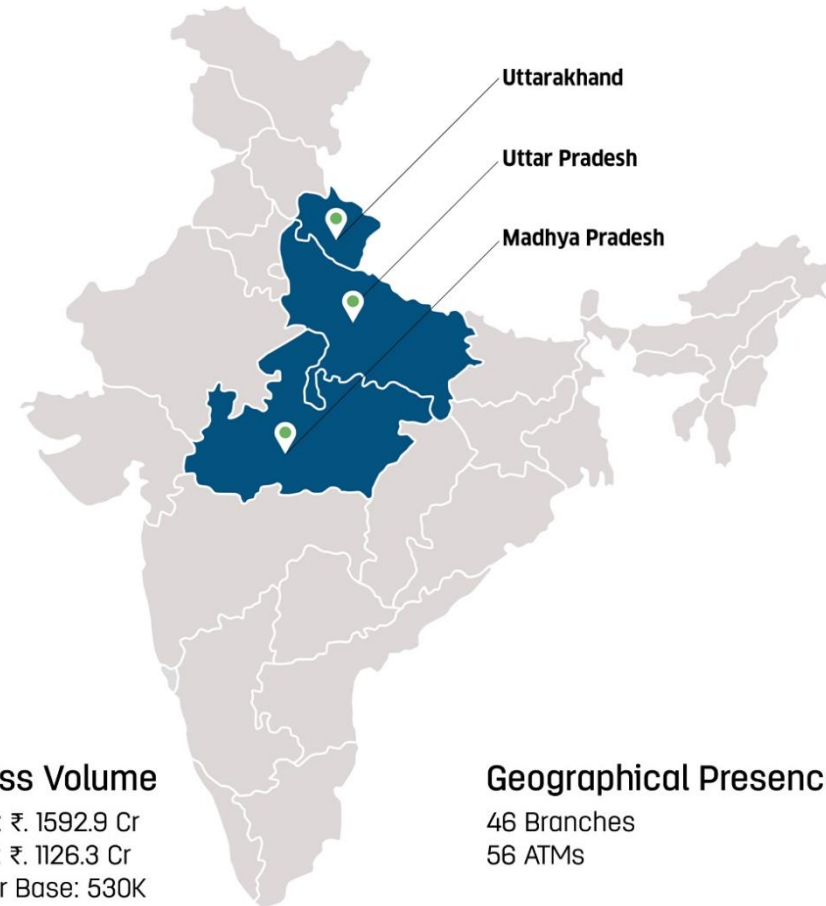 Uttarakhand
Uttar Pradesh
Madhya Pradesh
ss Volume
: ₹. 1592.9 Cr
: ₹. 1126.3 Cr
r Base: 530K
Geographical Presenc
46 Branches
56 ATMs